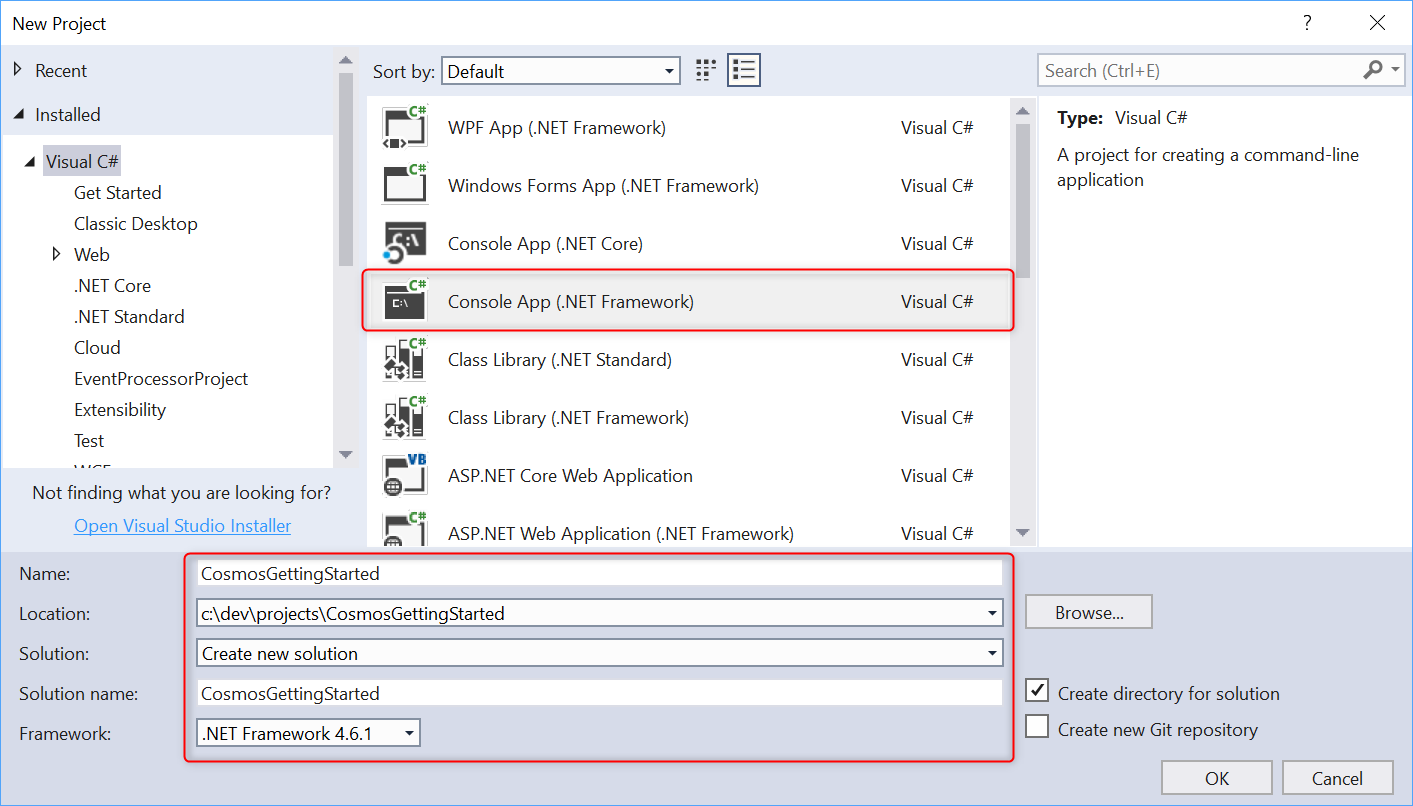 New Project
?
Recent
Installed
Visual C#
Get Started
Classic Desktop
Web
.NET Core
.NET Standard
Cloud
EventProcessorProject
Extensibility
Test
WCF
Not finding what you are looking for?
Open Visual Studio Installer
Sort by: Default
Search (Ctrl+E)
C# WPF App (.NET Framework) Visual C#
C# Windows Forms App (.NET Framework) Visual C#
Console App (.NET Core) Visual C#
C# C:\ Console App (.NET Framework) Visual C#
C# Class Library (.NET Standard) Visual C#
C# Class Library (.NET Framework) Visual C#
VB ASP.NET Core Web Application Visual C#
C# ASP.NET Web Application (.NET Framework) Visual C#
Type: Visual C#
A project for creating a command-line
application
Name: CosmosGettingStarted
Location: c:\dev\projects\CosmosGettingStarted
Browse...
Solution: Create new solution
Solution name: CosmosGettingStarted
Create directory for solution
Framework: .NET Framework 4.6.1
Create new Git repository
OK Cancel